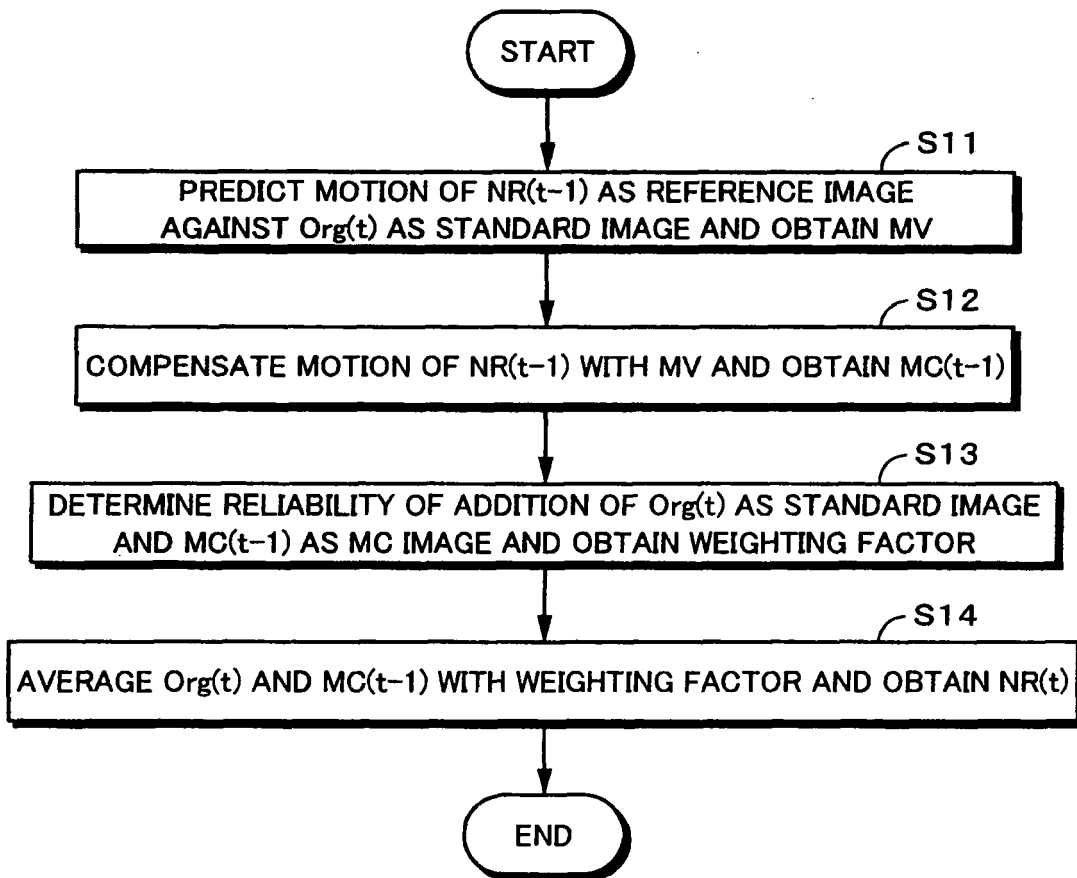 START
S11
PREDICT MOTION OF NR(t-1) AS REFERENCE IMAGE
AGAINST Org(t) AS STANDARD IMAGE AND OBTAIN MV
S12
COMPENSATE MOTION OF NR(t-1) WITH MV AND OBTAIN MC(t-1)
S13
DETERMINE RELIABILITY OF ADDITION OF Org(t) AS STANDARD IMAGE
AND MC(t-1) AS MC IMAGE AND OBTAIN WEIGHTING FACTOR
S14
AVERAGE Org(t) AND MC(t-1) WITH WEIGHTING FACTOR AND OBTAIN NR(t)
END